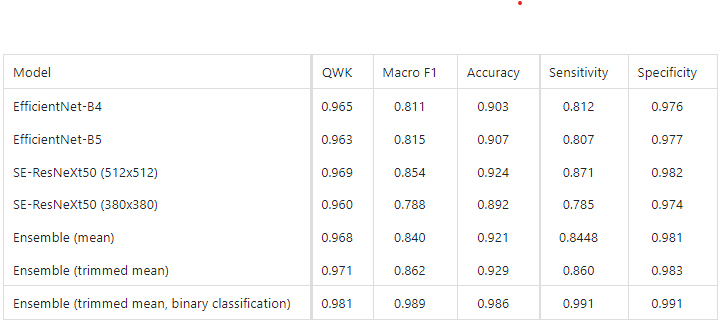 Model QWK Macro F1 Accuracy Sensitivity Specificity
EfficientNet-B4 0.965 0.811 0.903 0.812 0.976
EfficientNet-B5 0.963 0.815 0.907 0.807 0.977
SE-ResNeXt50 (512x512) 0.969 0.854 0.924 0.871 0.982
SE-ResNeXt50 (380x380) 0.960 0.788 0.892 0.785 0.974
Ensemble (mean) 0.968 0.840 0.921 0.8448 0.981
Ensemble (trimmed mean) 0.971 0.862 0.929 0.860 0.983
Ensemble (trimmed mean, binary classification) 0.981 0.989 0.986 0.991 0.991